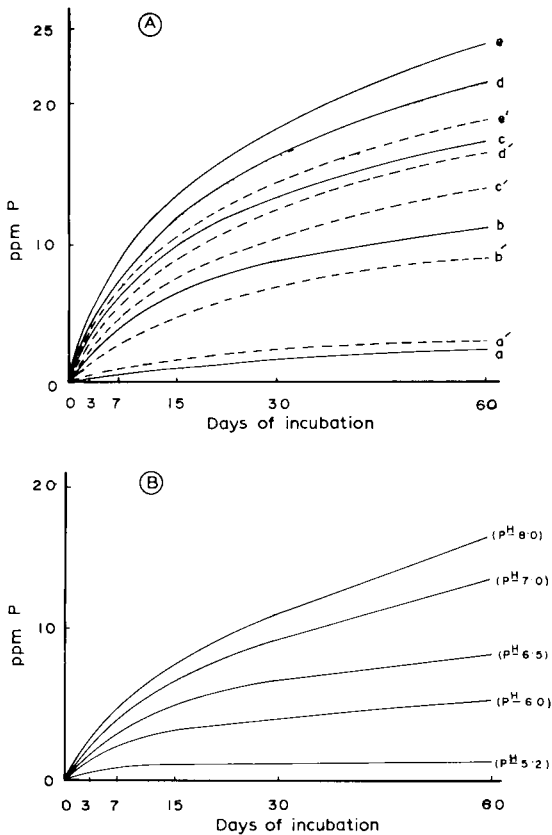 A
25
20
10
0
ppm P
e
d
e′
c
d′
c′
b
b′
a′
a
0 3 7 15 30 60
Days of incubation
B
20
10
0
ppm P
(pH 8·0)
(pH 7·0)
(pH 6·5)
(pH 6·0)
(pH 5·2)
0 3 7 15 30 60
Days of incubation